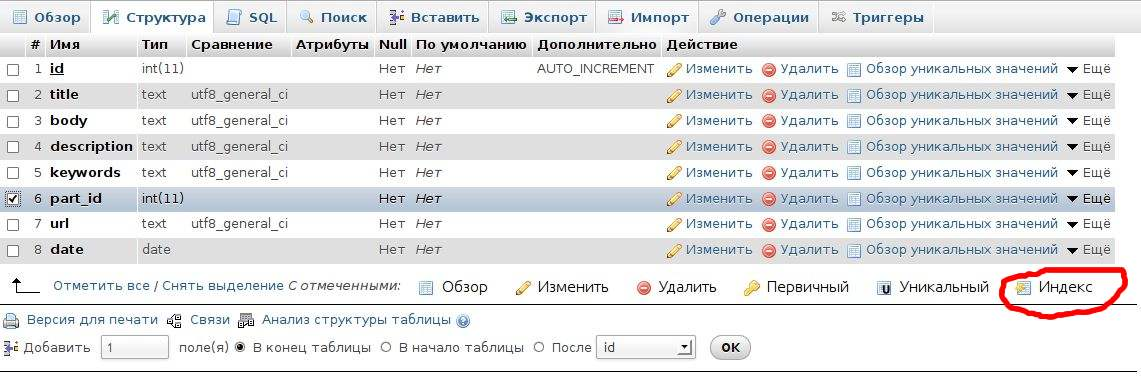 Обзор Структура SQL Поиск Вставить Экспорт Импорт Операции Триггеры
# Имя Тип Сравнение Атрибуты Null По умолчанию Дополнительно Действие
1 id int(11) Нет Нет AUTO_INCREMENT Изменить Удалить Обзор уникальных значений Ещё
2 title text utf8_general_ci Нет Нет Изменить Удалить Обзор уникальных значений Ещё
3 body text utf8_general_ci Нет Нет Изменить Удалить Обзор уникальных значений Ещё
4 description text utf8_general_ci Нет Нет Изменить Удалить Обзор уникальных значений Ещё
5 keywords text utf8_general_ci Нет Нет Изменить Удалить Обзор уникальных значений Ещё
6 part_id int(11) Нет Нет Изменить Удалить Обзор уникальных значений Ещё
7 url text utf8_general_ci Нет Нет Изменить Удалить Обзор уникальных значений Ещё
8 date date Нет Нет Изменить Удалить Обзор уникальных значений Ещё
Отметить все / Снять выделение С отмеченными: Обзор Изменить Удалить Первичный U Уникальный Индекс
Версия для печати Связи Анализ структуры таблицы ?
Добавить 1 поле(я) В конец таблицы В начало таблицы После id OK